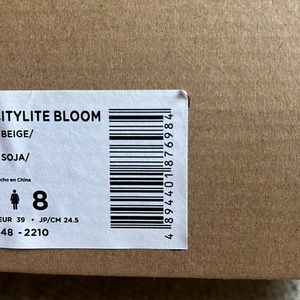 CITYLITE BLOOM
BEIGE/
SOJA/
cho en China
8
EUR 39 • JP/CM 24.5
48 - 2210
4 894401 876984